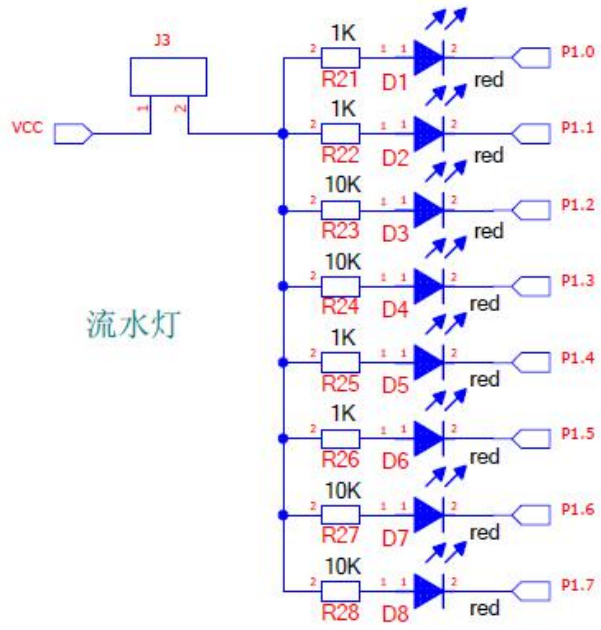 J3
1
2
VCC
流水灯
1K
2 1 1 2 P1.0
R21 D1 red
1K
2 1 1 2 P1.1
R22 D2 red
10K
2 1 1 2 P1.2
R23 D3 red
10K
2 1 1 2 P1.3
R24 D4 red
1K
2 1 1 2 P1.4
R25 D5 red
1K
2 1 1 2 P1.5
R26 D6 red
10K
2 1 1 2 P1.6
R27 D7 red
10K
2 1 1 2 P1.7
R28 D8 red